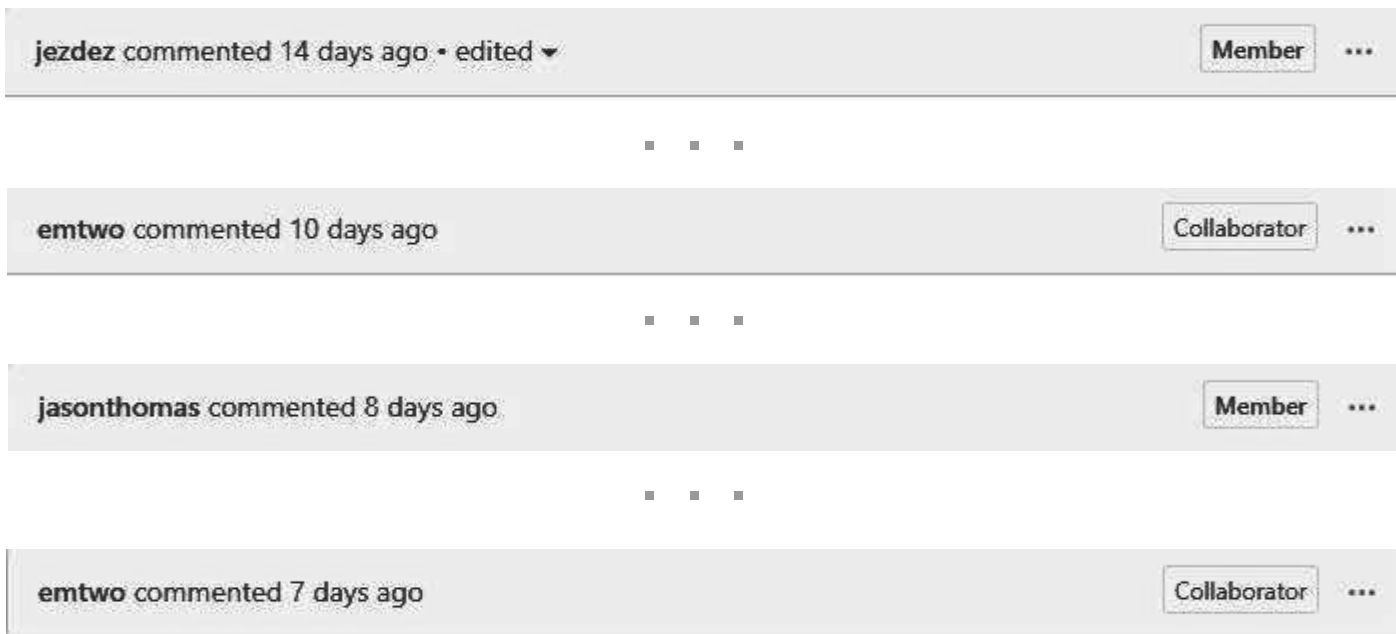 jezdez commented 14 days ago • edited Member ...
emtwo commented 10 days ago Collaborator ...
jasonthomas commented 8 days ago Member ...
emtwo commented 7 days ago Collaborator ...